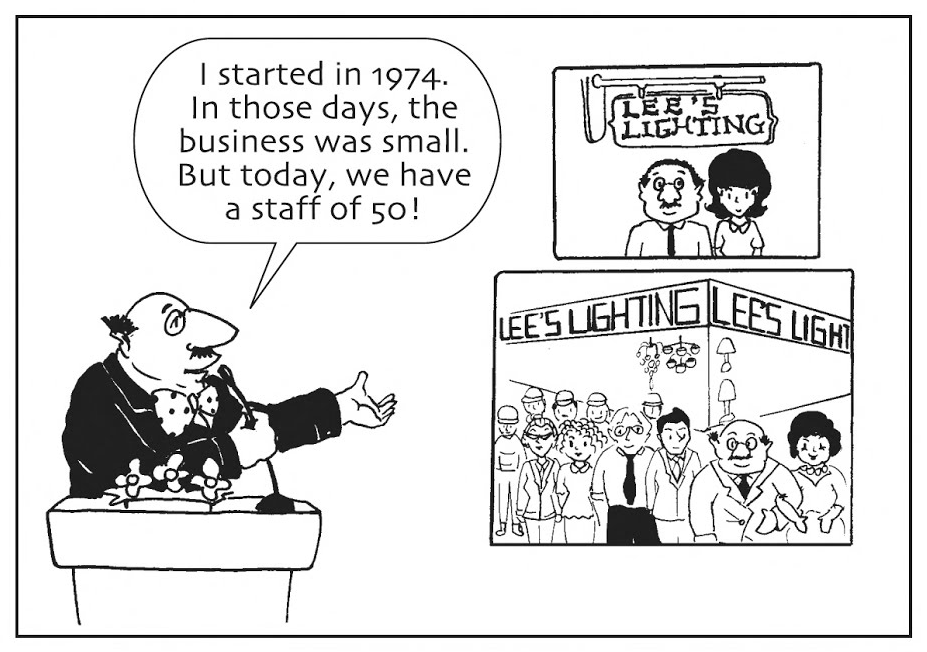 I started in 1974.
In those days, the
business was small.
But today, we have
a staff of 50!
LEE'S
LIGHTING
LEE'S LIGHTING LEE'S LIGHT